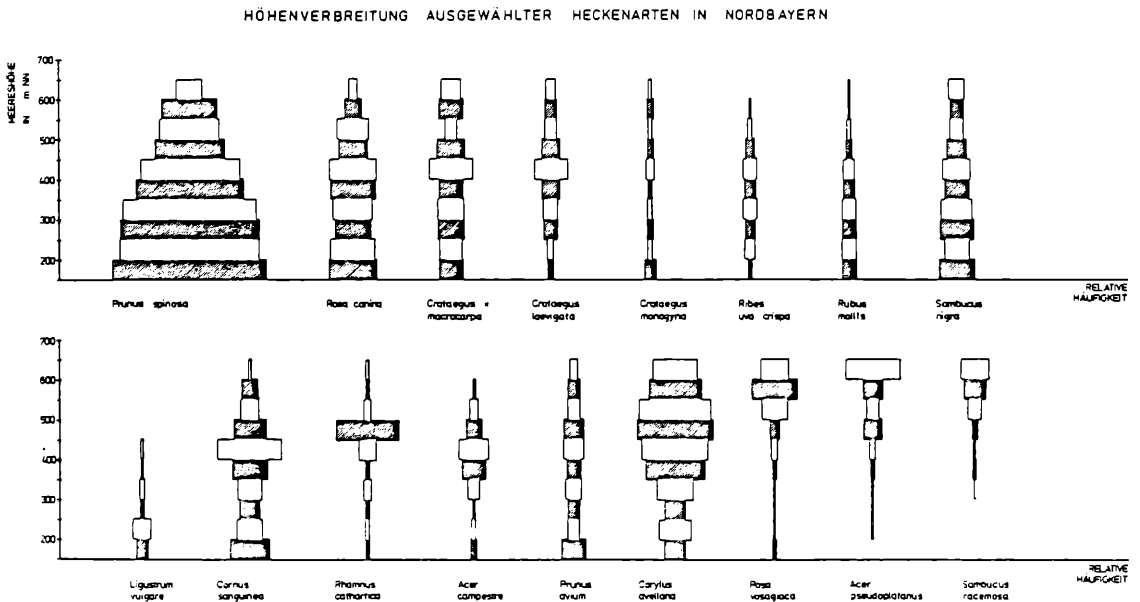 HÖHENVERBREITUNG AUSGEWÄHLTER HECKENARTEN IN NORDBAYERN
MEERESHÖHE
IN m NN
700
600
500
400
300
200
Prunus spinosa
Rosa canina
Crataegus ×
macrocarpa
Crataegus
laevigata
Crataegus
monogyna
Ribes
uva crispa
Rubus
mollis
Sambucus
nigra
RELATIVE
HÄUFIGKEIT
700
600
500
400
300
200
Ligustrum
vulgare
Cornus
sanguinea
Rhamnus
cathartica
Acer
campestre
Prunus
avium
Corylus
avellana
Rosa
vosagiaca
Acer
pseudoplatanus
Sambucus
racemosa
RELATIVE
HÄUFIGKEIT